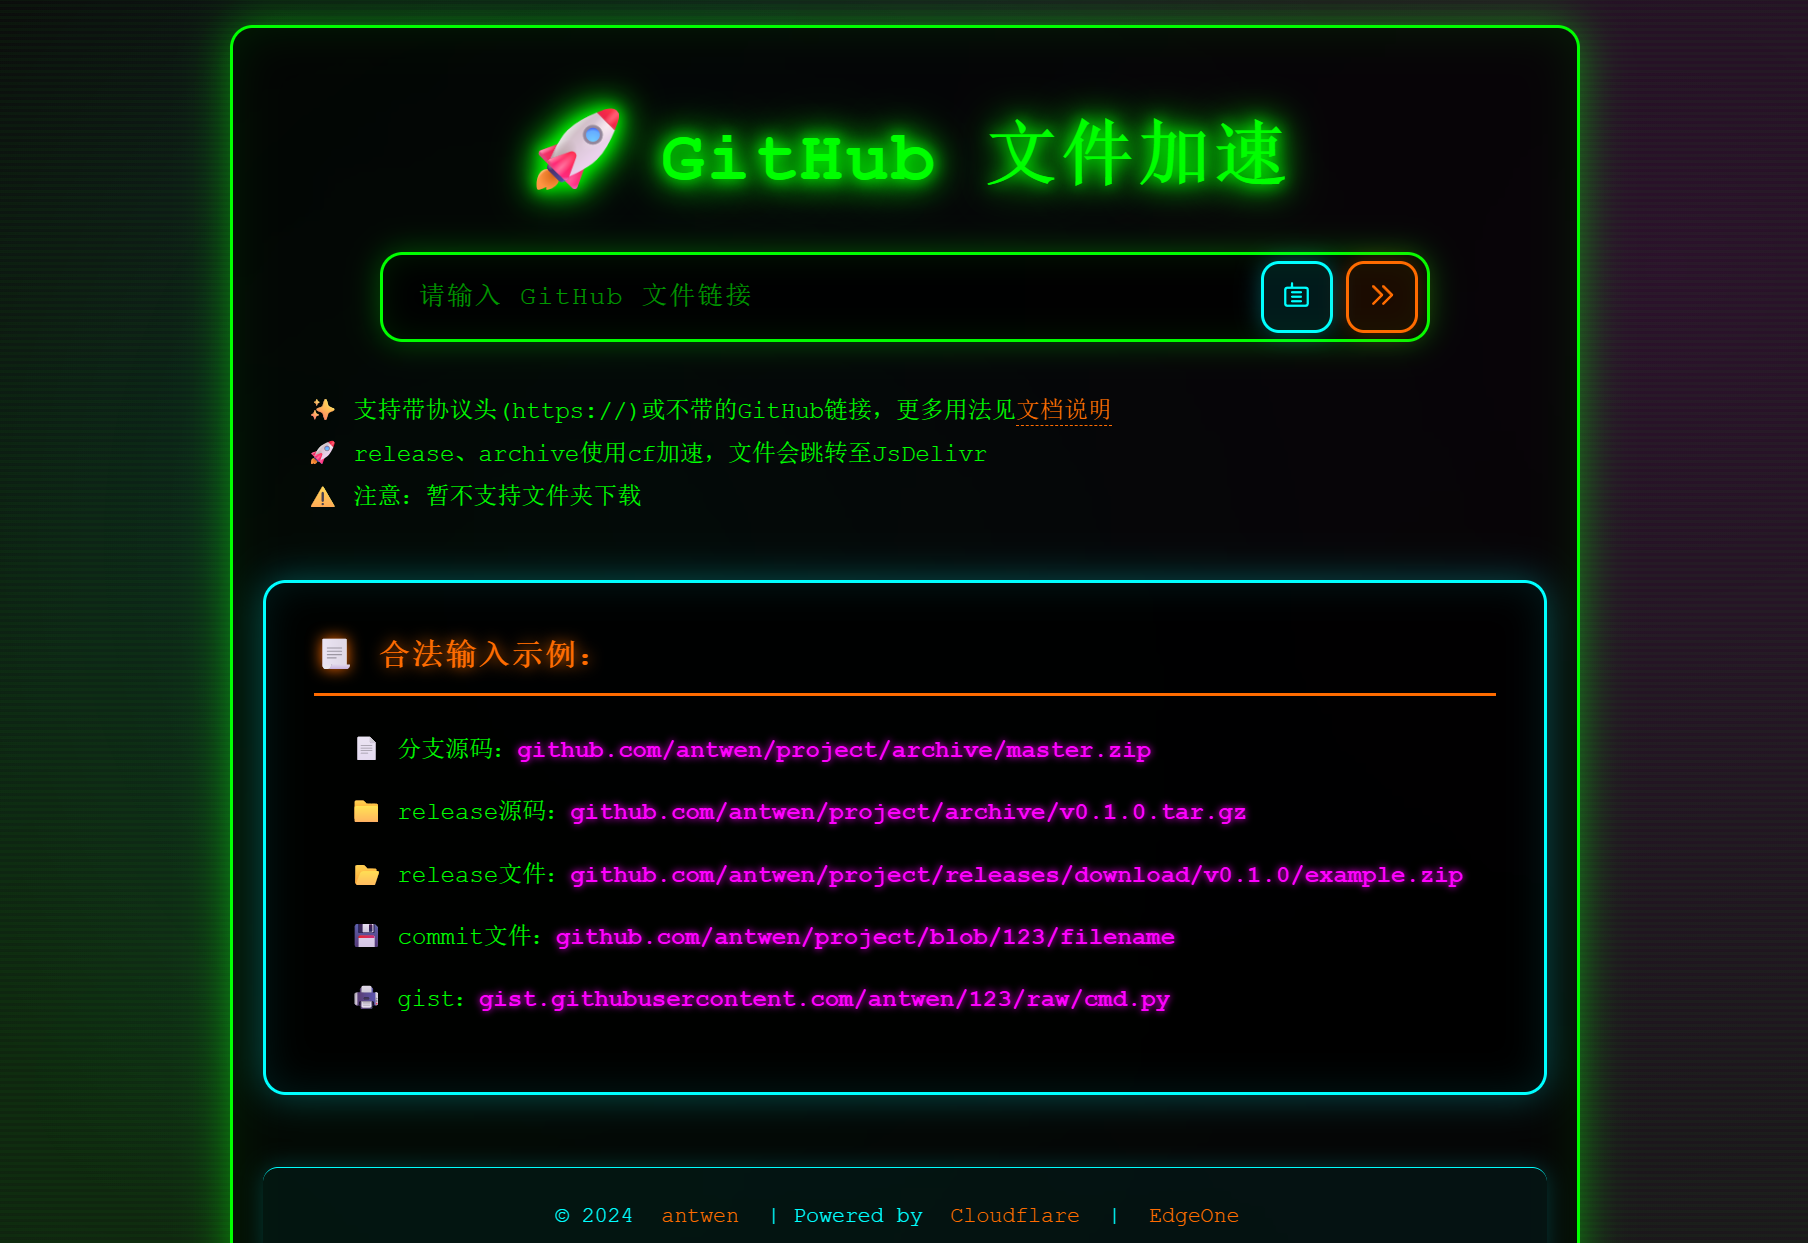 🚀 GitHub 文件加速
请输入 GitHub 文件链接
✨ 支持带协议头(https://)或不带的GitHub链接，更多用法见文档说明
🚀 release、archive使用cf加速，文件会跳转至JsDelivr
⚠️ 注意：暂不支持文件夹下载
📃 合法输入示例：
📄 分支源码：github.com/antwen/project/archive/master.zip
📁 release源码：github.com/antwen/project/archive/v0.1.0.tar.gz
📂 release文件：github.com/antwen/project/releases/download/v0.1.0/example.zip
💾 commit文件：github.com/antwen/project/blob/123/filename
🖨️ gist：gist.githubusercontent.com/antwen/123/raw/cmd.py
© 2024 antwen | Powered by Cloudflare | EdgeOne